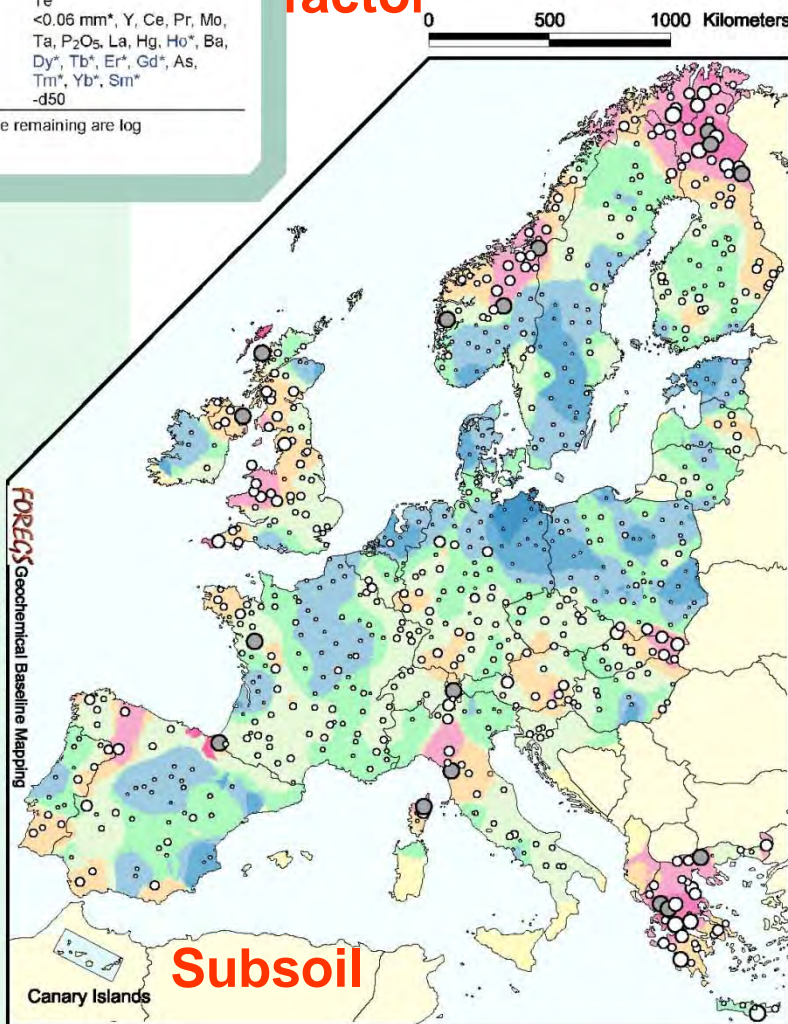 Te
<0.06 mm*, Y, Ce, Pr, Mo,
Ta, P₂O₅, La, Hg, Ho*, Ba,
Dy*, Tb*, Er*, Gd*, As,
Tm*, Yb*, Sm*
-d50
e remaining are log
factor
0 500 1000 Kilometers
FOREGS Geochemical Baseline Mapping
Subsoil
Canary Islands